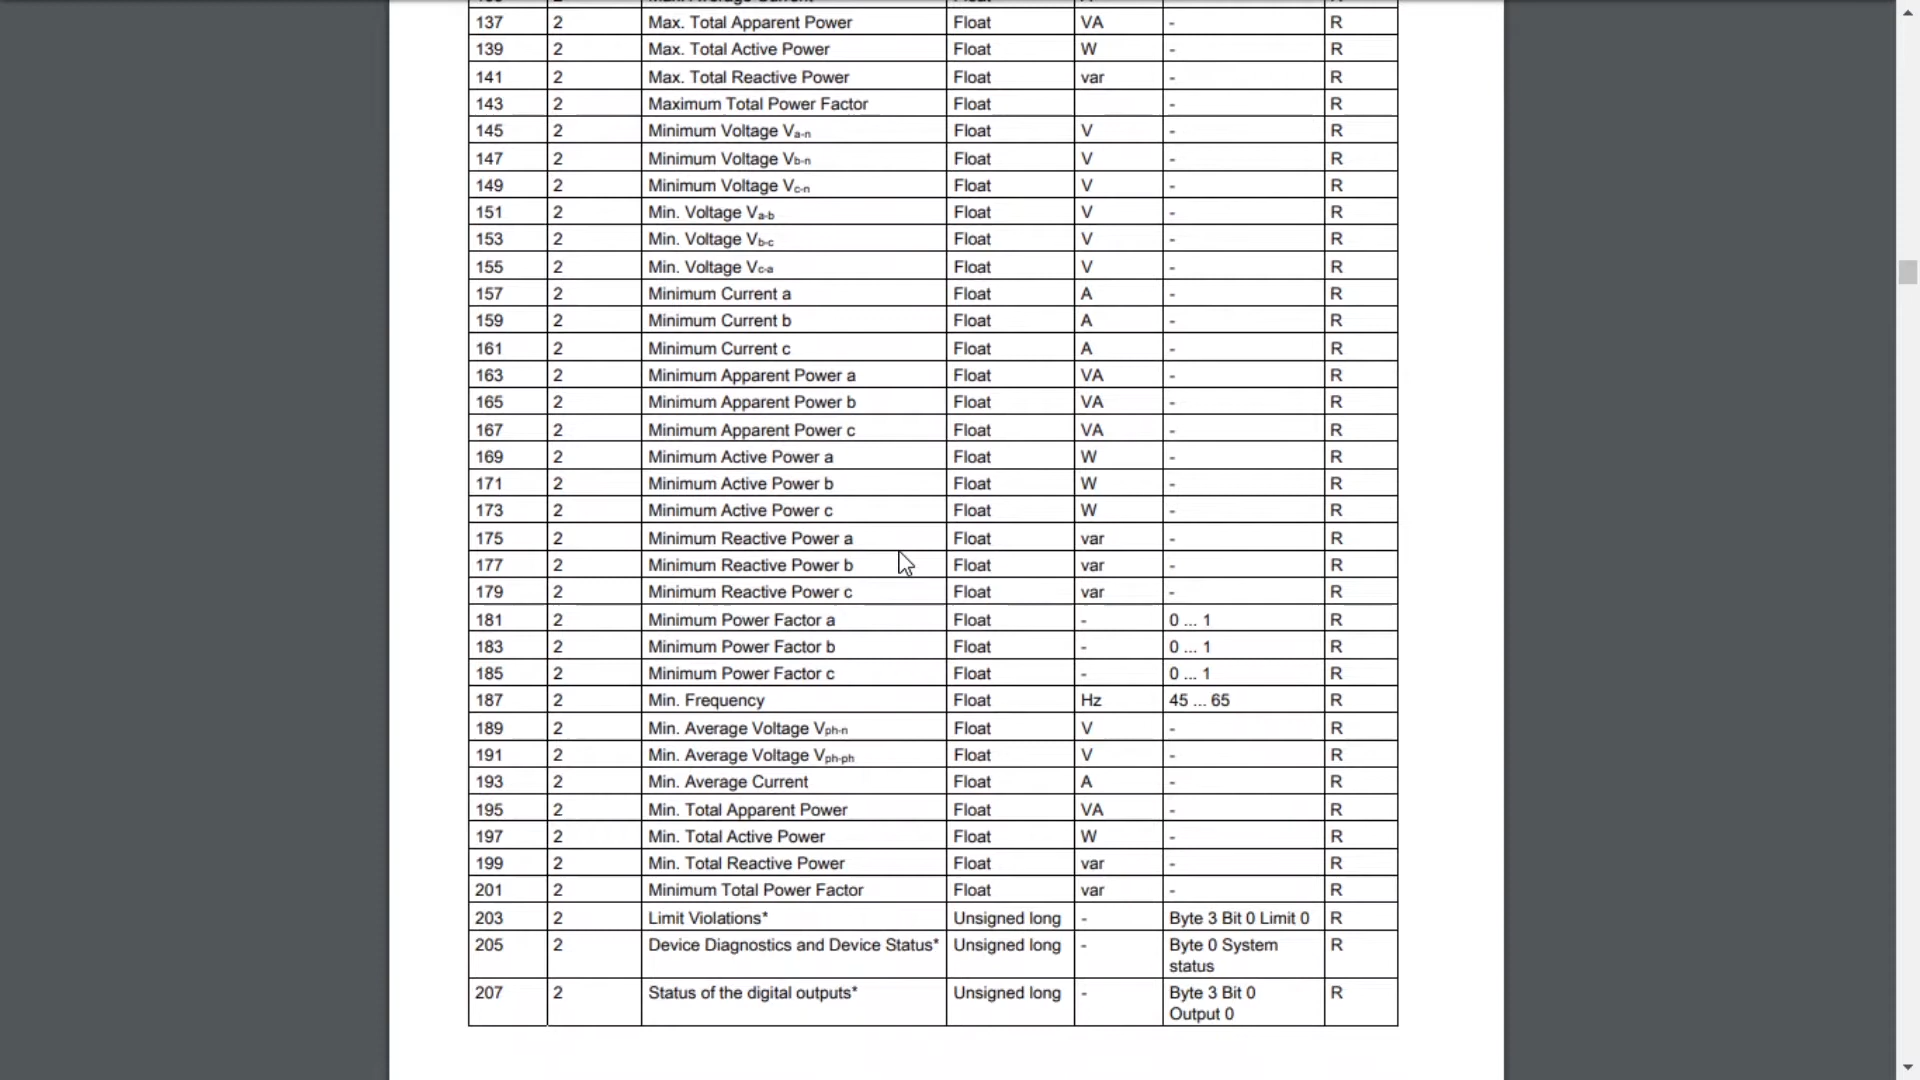 137 2 Max. Total Apparent Power Float VA - R
139 2 Max. Total Active Power Float W - R
141 2 Max. Total Reactive Power Float var - R
143 2 Maximum Total Power Factor Float - R
145 2 Minimum Voltage Va-n Float V - R
147 2 Minimum Voltage Vb-n Float V - R
149 2 Minimum Voltage Vc-n Float V - R
151 2 Min. Voltage Va-b Float V - R
153 2 Min. Voltage Vb-c Float V - R
155 2 Min. Voltage Vc-a Float V - R
157 2 Minimum Current a Float A - R
159 2 Minimum Current b Float A - R
161 2 Minimum Current c Float A - R
163 2 Minimum Apparent Power a Float VA - R
165 2 Minimum Apparent Power b Float VA - R
167 2 Minimum Apparent Power c Float VA - R
169 2 Minimum Active Power a Float W - R
171 2 Minimum Active Power b Float W - R
173 2 Minimum Active Power c Float W - R
175 2 Minimum Reactive Power a Float var - R
177 2 Minimum Reactive Power b Float var - R
179 2 Minimum Reactive Power c Float var - R
181 2 Minimum Power Factor a Float - 0 ... 1 R
183 2 Minimum Power Factor b Float - 0 ... 1 R
185 2 Minimum Power Factor c Float - 0 ... 1 R
187 2 Min. Frequency Float Hz 45 ... 65 R
189 2 Min. Average Voltage Vph-n Float V - R
191 2 Min. Average Voltage Vph-ph Float V - R
193 2 Min. Average Current Float A - R
195 2 Min. Total Apparent Power Float VA - R
197 2 Min. Total Active Power Float W - R
199 2 Min. Total Reactive Power Float var - R
201 2 Minimum Total Power Factor Float var - R
203 2 Limit Violations* Unsigned long - Byte 3 Bit 0 Limit 0 R
205 2 Device Diagnostics and Device Status* Unsigned long - Byte 0 System R
status
207 2 Status of the digital outputs* Unsigned long - Byte 3 Bit 0 R
Output 0